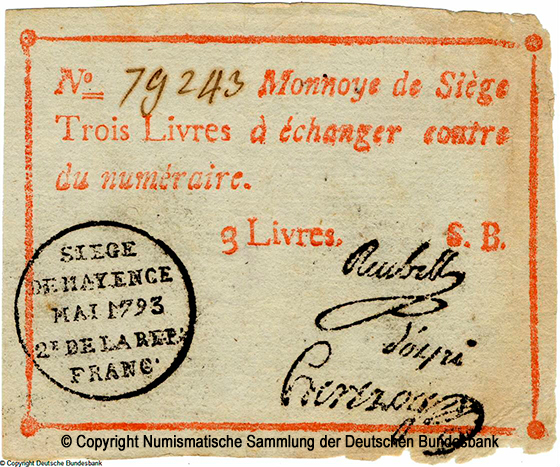 No 79243 Monnoye de Siège
Trois Livres à échanger contre
du numéraire.
3 Livres. S. B.
SIEGE
DE MAYENCE
MAI 1793
2E DE LA REP.
FRANC.
Reubell
© Copyright Numismatische Sammlung der Deutschen Bundesbank
© Copyright Deutsche Bundesbank